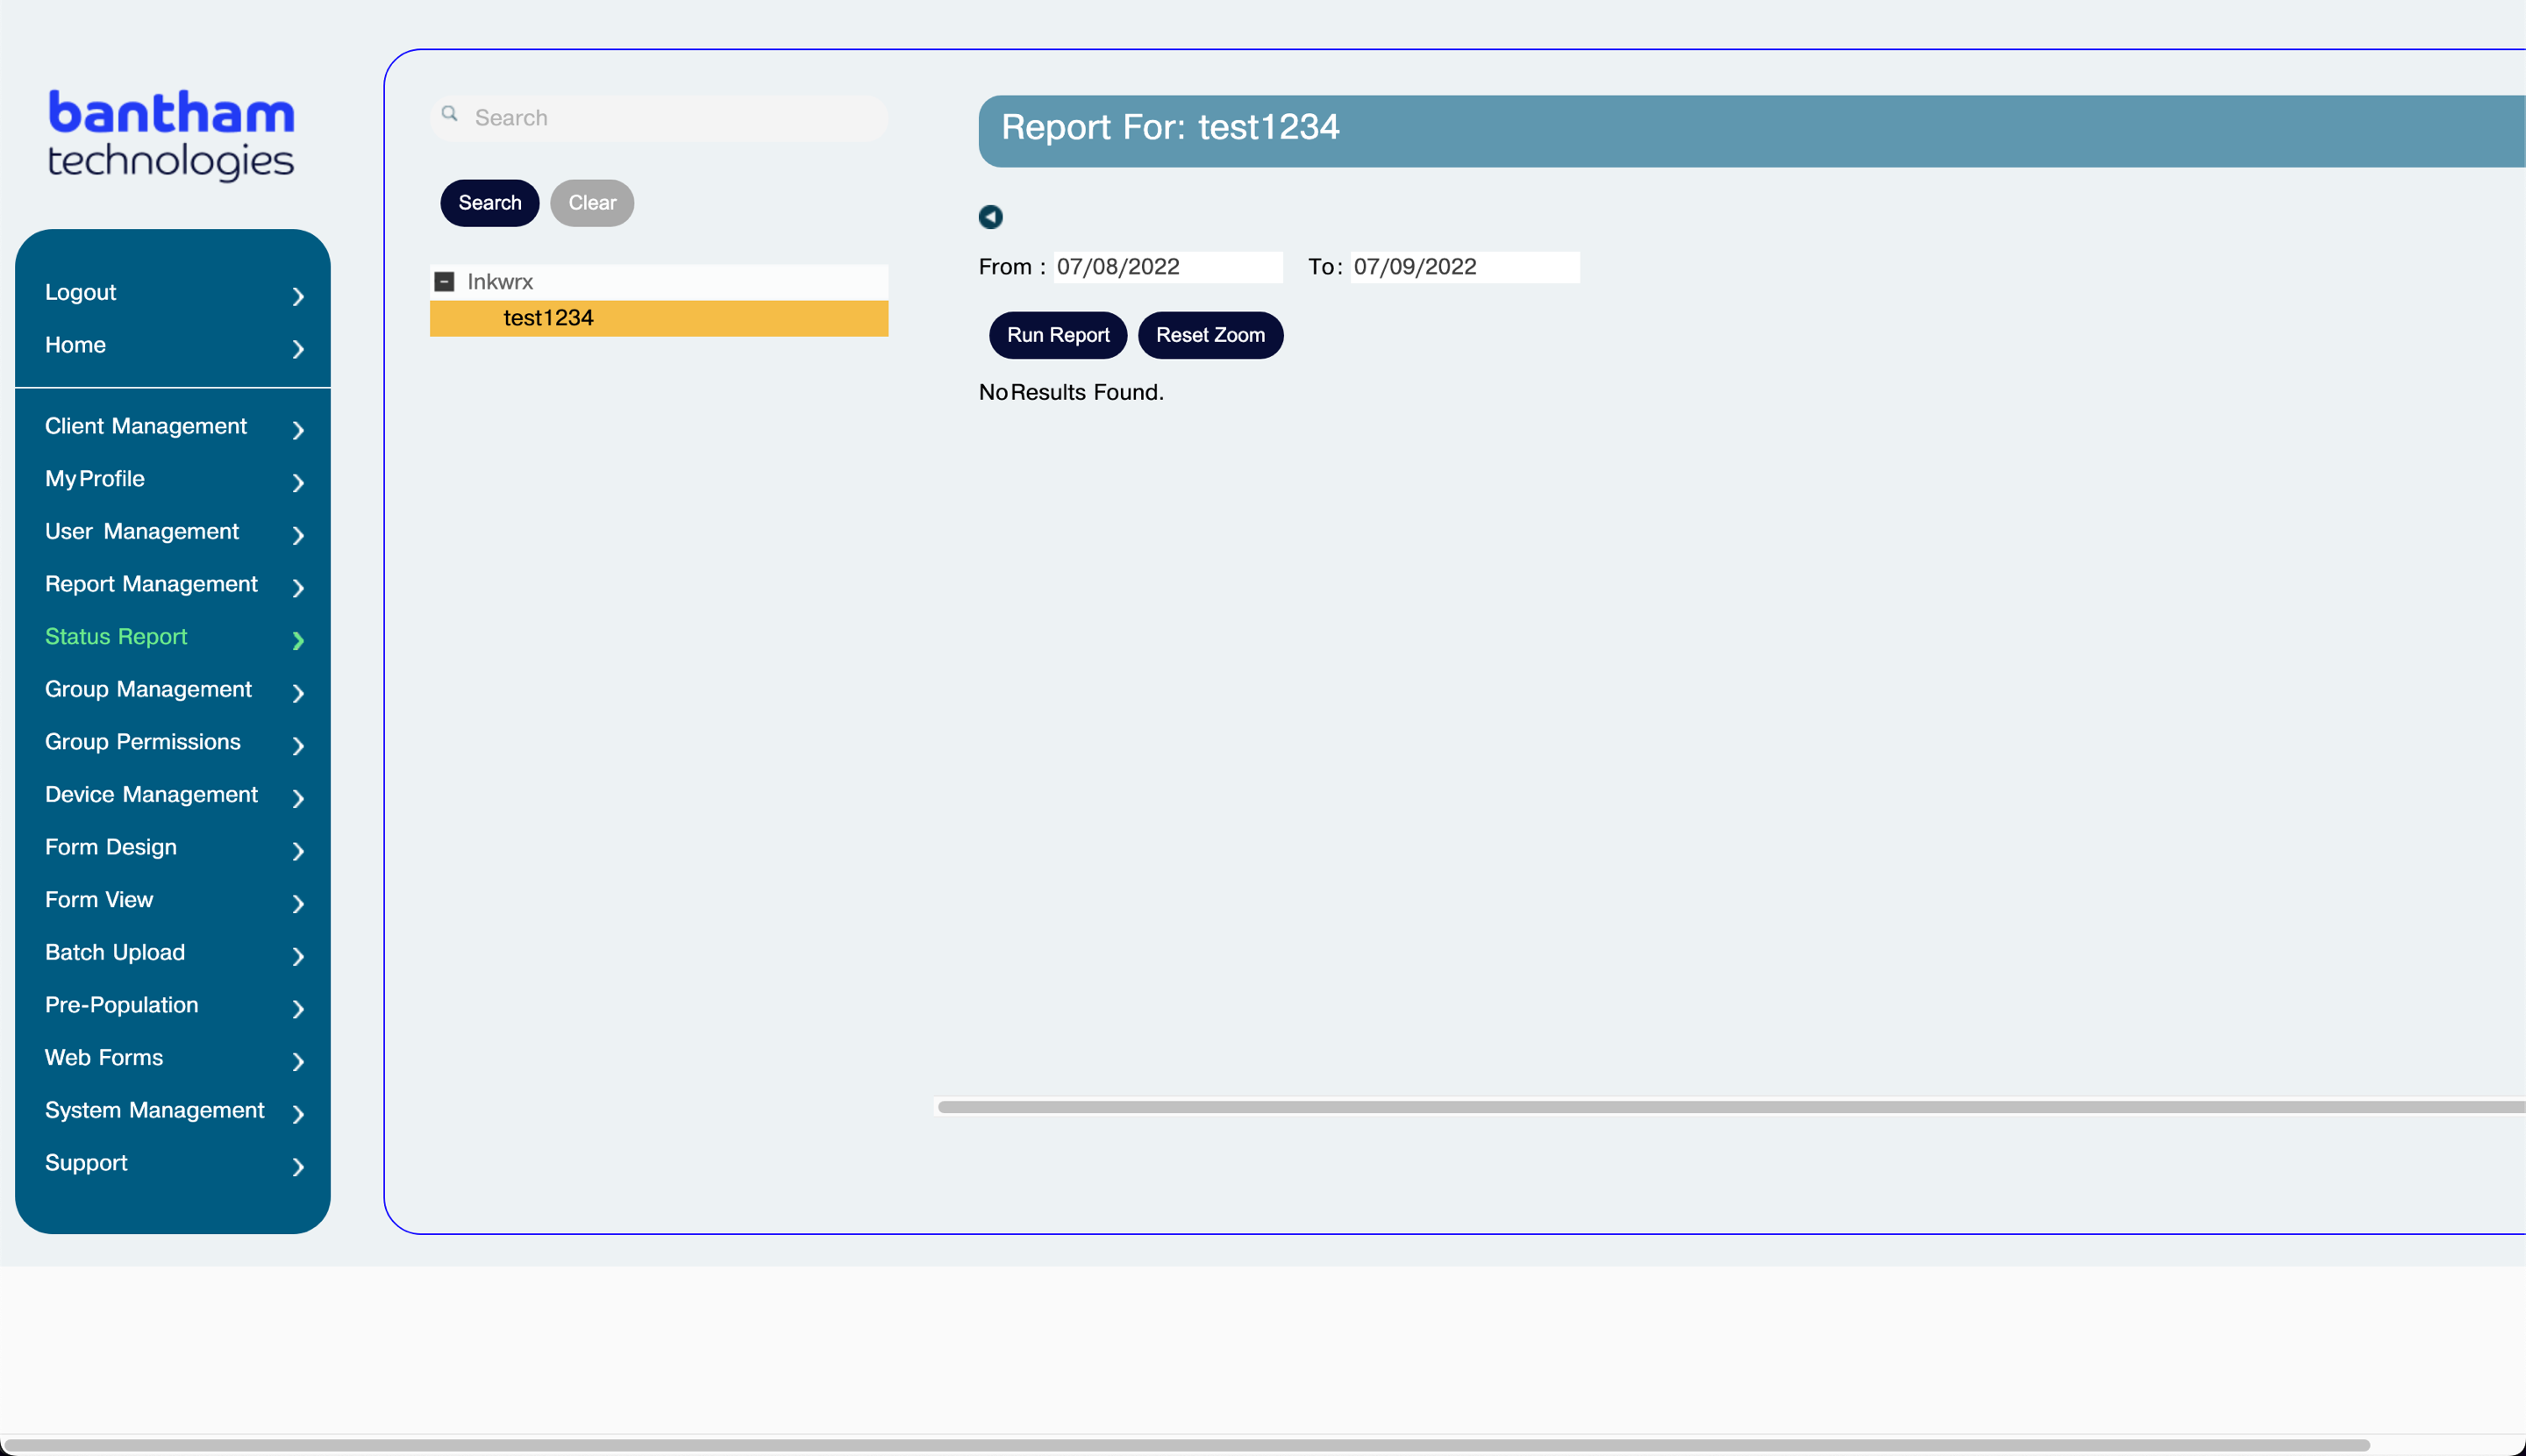 bantham
technologies
Logout
Home
Client Management
My Profile
User Management
Report Management
Status Report
Group Management
Group Permissions
Device Management
Form Design
Form View
Batch Upload
Pre-Population
Web Forms
System Management
Support
Search
Search Clear
Inkwrx
test1234
Report For: test1234
From : 07/08/2022 To: 07/09/2022
Run Report Reset Zoom
No Results Found.